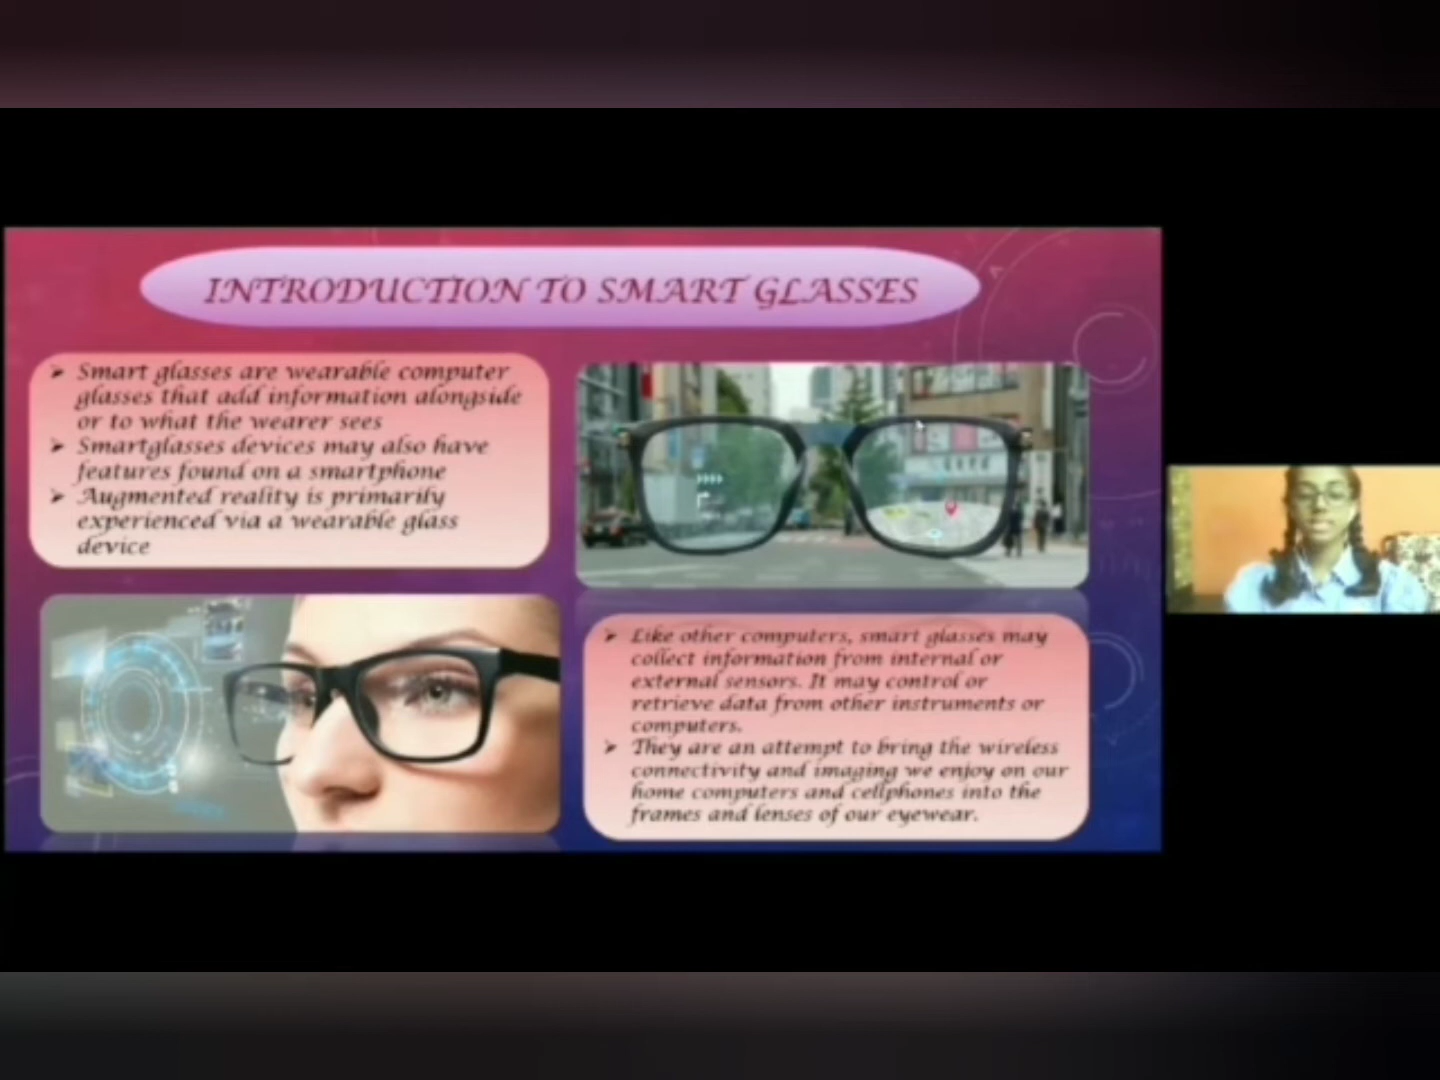 INTRODUCTION TO SMART GLASSES
Smart glasses are wearable computer
glasses that add information alongside
or to what the wearer sees
Smartglasses devices may also have
features found on a smartphone
Augmented reality is primarily
experienced via a wearable glass
device
Like other computers, smart glasses may
collect information from internal or
external sensors. It may control or
retrieve data from other instruments or
computers.
They are an attempt to bring the wireless
connectivity and imaging we enjoy on our
home computers and cellphones into the
frames and lenses of our eyewear.